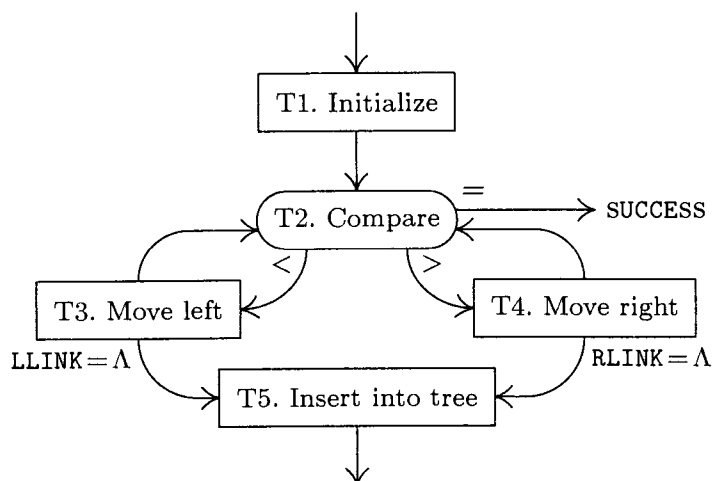 T1. Initialize
=
T2. Compare
SUCCESS
<
>
T3. Move left
T4. Move right
LLINK=Λ
RLINK=Λ
T5. Insert into tree